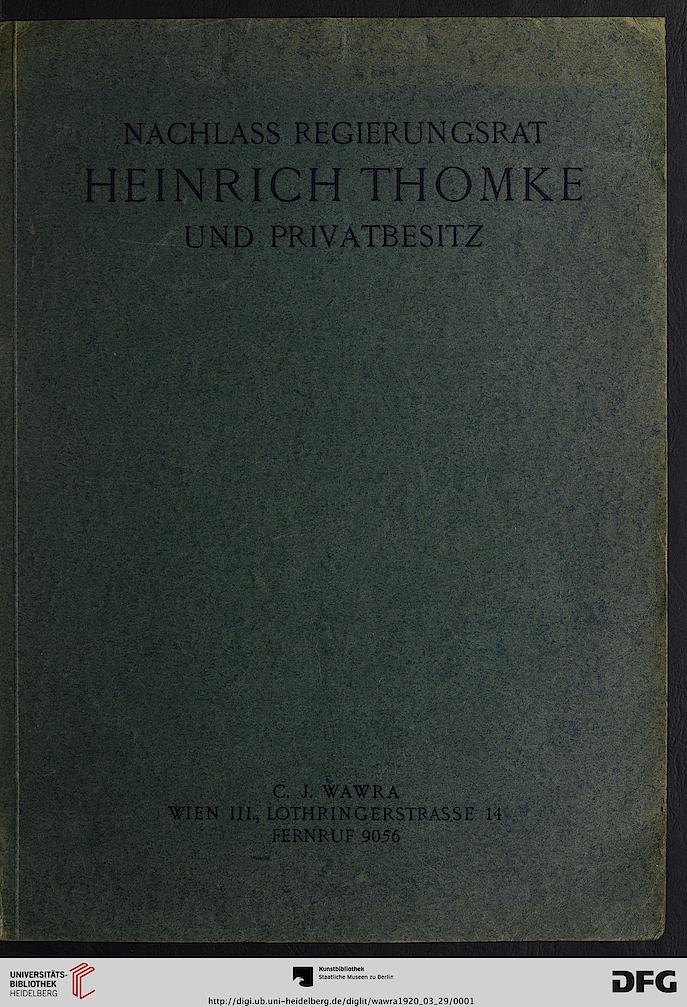 NACHLASS REGIERUNGSRAT
HEINRICH THOMKE
UND PRIVATBESITZ
C. J. WAWRA
WIEN III., LOTHRINGERSTRASSE 14
FERNRUF 9056
UNIVERSITÄTS-
BIBLIOTHEK
HEIDELBERG
Kunstbibliothek
Staatliche Museen zu Berlin
http://digi.ub.uni-heidelberg.de/diglit/wawra1920_03_29/0001
DFG